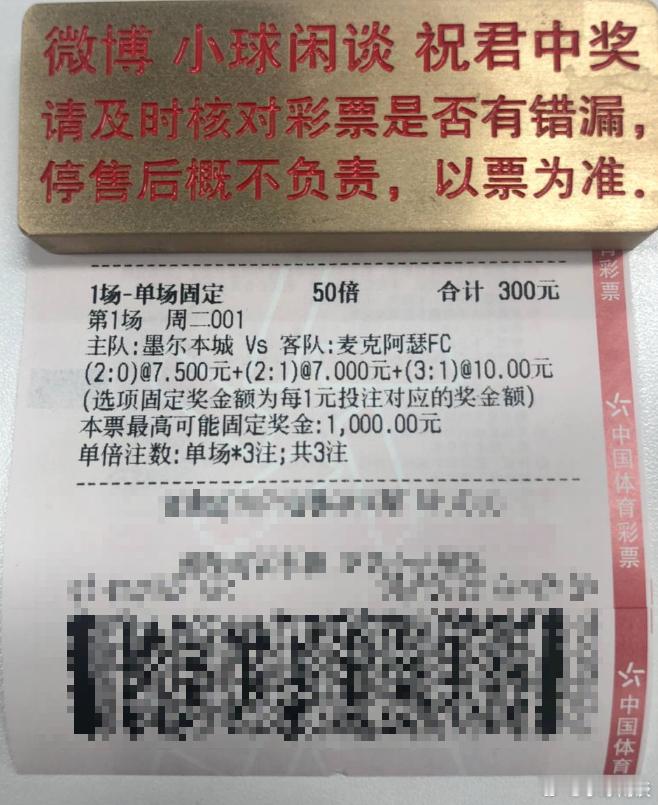 微博 小球闲谈 祝君中奖
请及时核对彩票是否有错漏，
停售后概不负责，以票为准.
育彩票
1场-单场固定 50倍 合计 300元
第1场 周二001
主队:墨尔本城 Vs 客队:麦克阿瑟FC
(2:0)@7.500元+(2:1)@7.000元+(3:1)@10.00元
(选项固定奖金额为每1元投注对应的奖金额)
本票最高可能固定奖金:1,000.00元
单倍注数:单场*3注;共3注
中国体育彩票
中国体育